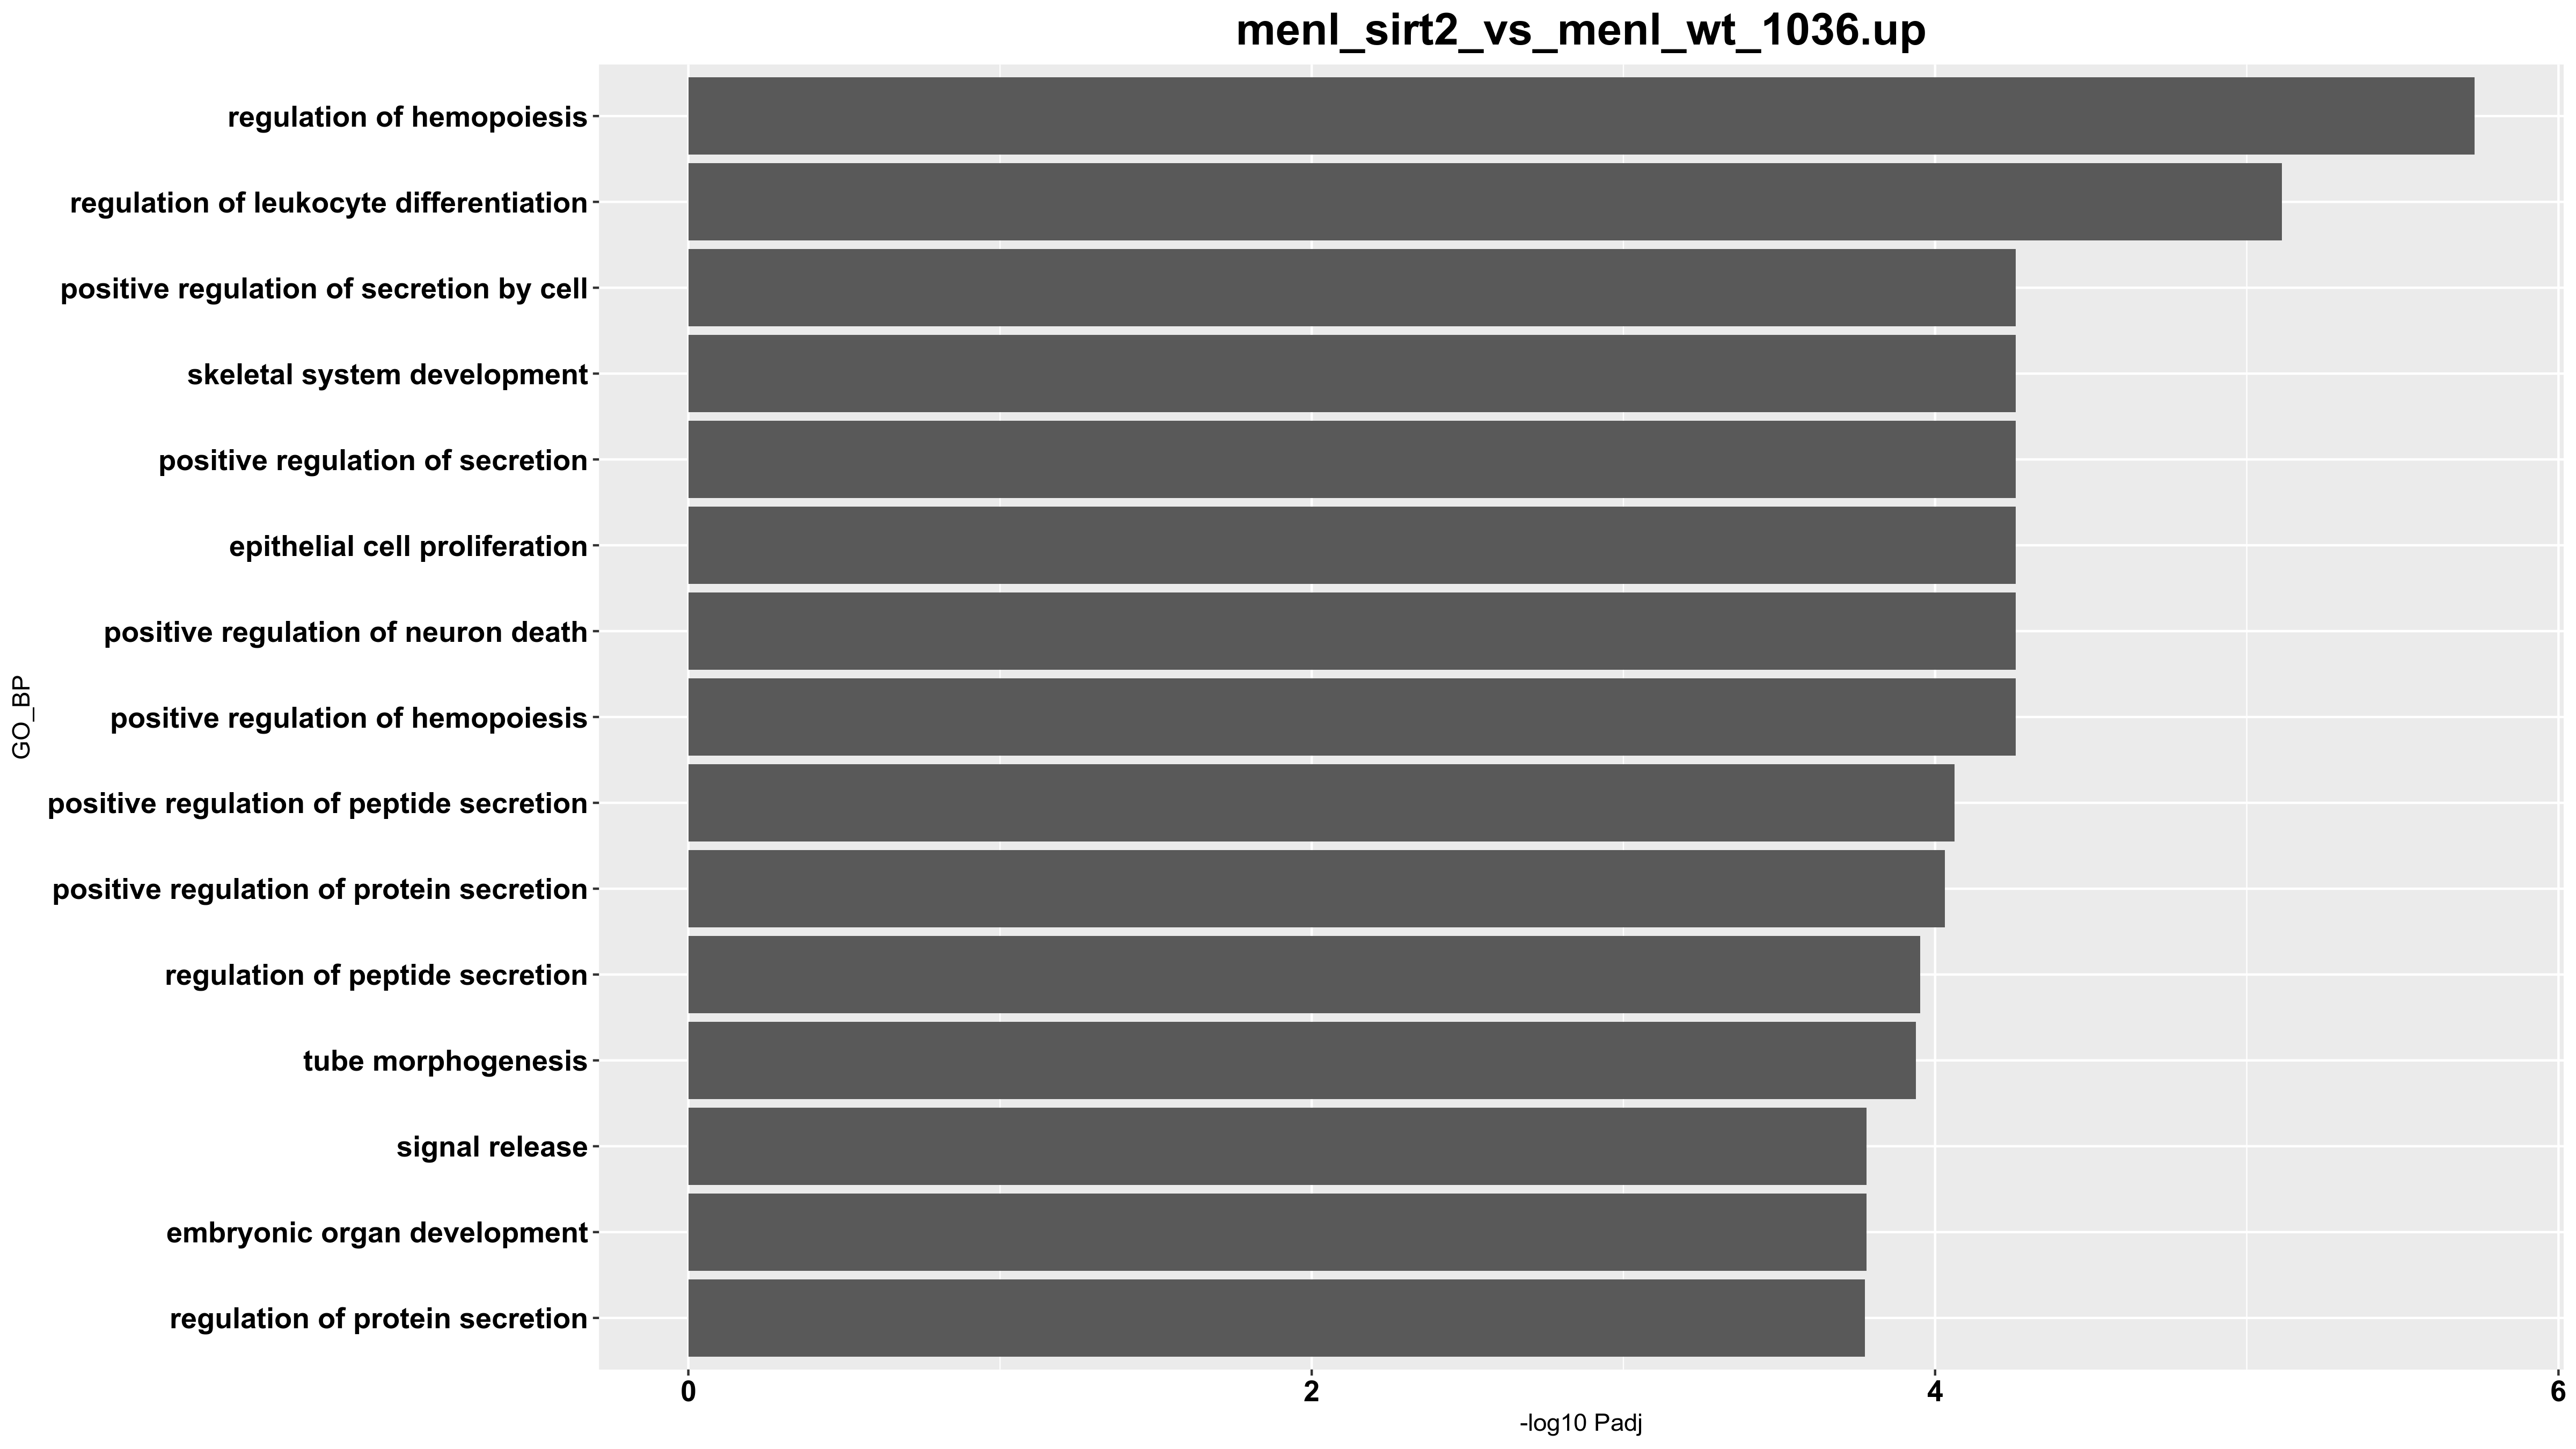 menl_sirt2_vs_menl_wt_1036.up
regulation of hemopoiesis
regulation of leukocyte differentiation
positive regulation of secretion by cell
skeletal system development
positive regulation of secretion
epithelial cell proliferation
positive regulation of neuron death
positive regulation of hemopoiesis
positive regulation of peptide secretion
positive regulation of protein secretion
regulation of peptide secretion
tube morphogenesis
signal release
embryonic organ development
regulation of protein secretion
GO_BP
0 2 4 6
-log10 Padj